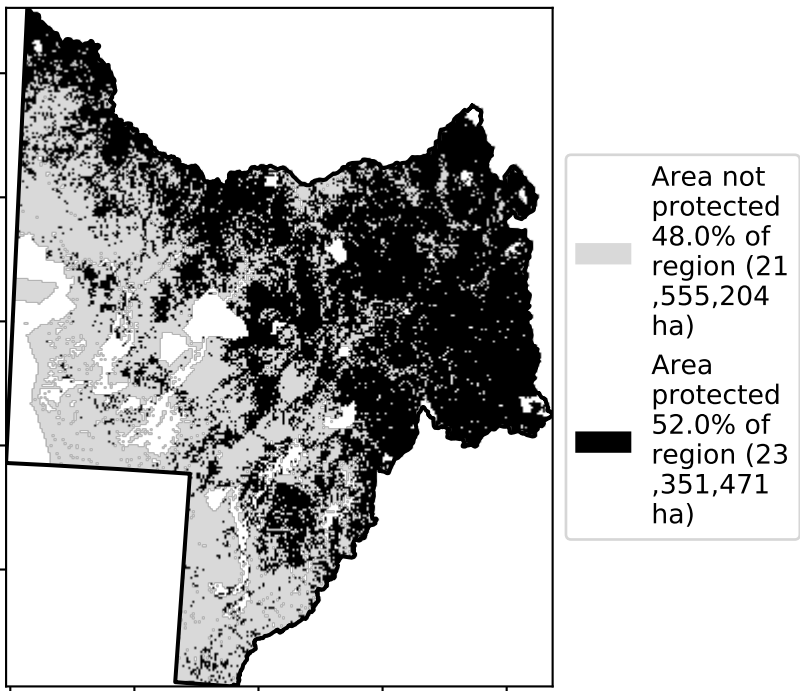 Area not
protected
48.0% of
region (21
,555,204
ha)
Area
protected
52.0% of
region (23
,351,471
ha)